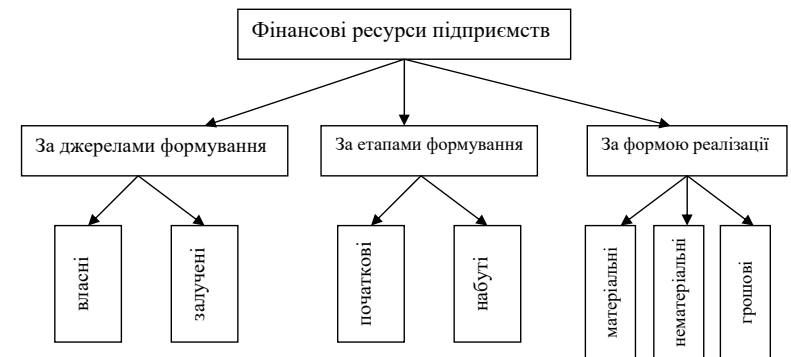 Фінансові ресурси підприємств
За джерелами формування
За етапами формування
За формою реалізації
власні
залучені
початкові
набуті
матеріальні
нематеріальні
грошові